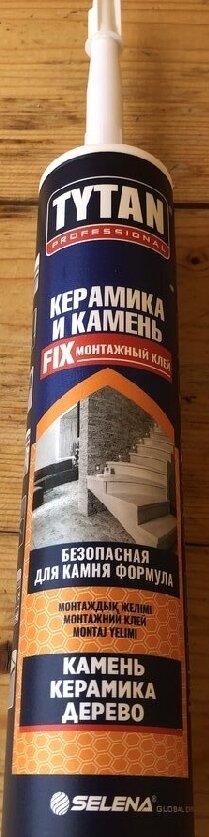 TYTAN
PROFESSIONAL
КЕРАМИКА
И КАМЕНЬ
FIX МОНТАЖНЫЙ КЛЕЙ
БЕЗОПАСНАЯ
ДЛЯ КАМНЯ ФОРМУЛА
МОНТАЖДЫҚ ЖЕЛІМІ
МОНТАЖНИЙ КЛЕЙ
MONTAJ YELIMI
КАМЕНЬ
КЕРАМИКА
ДЕРЕВО
SELENA GLOBAL